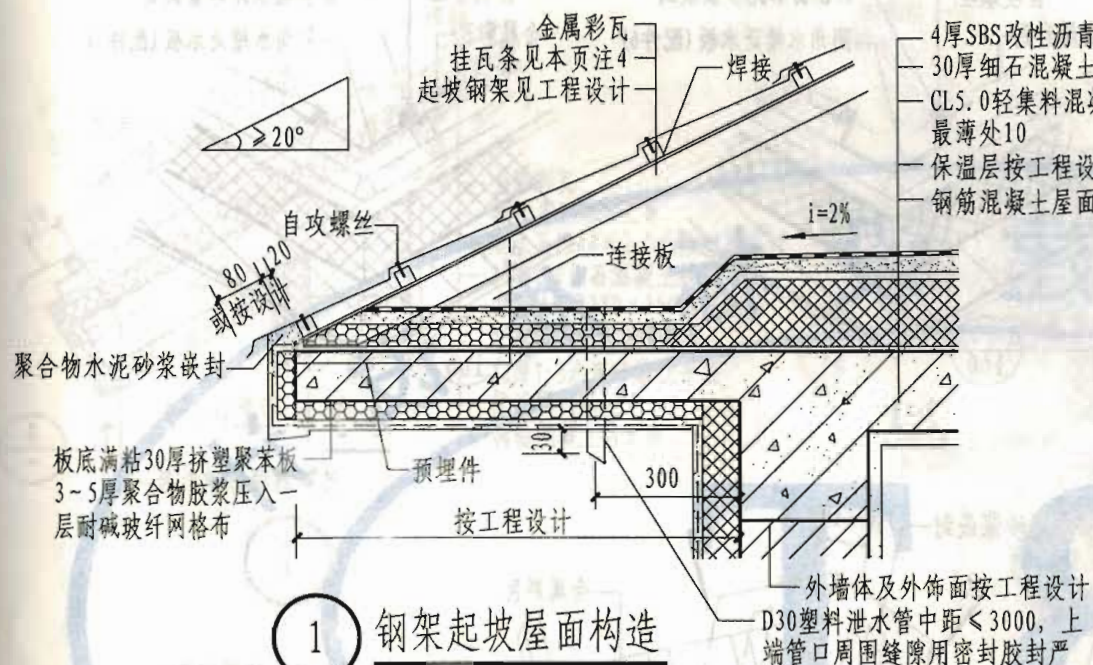 金属彩瓦
挂瓦条见本页注4
起坡钢架见工程设计
焊接
4厚SBS改性沥青
30厚细石混凝土
CL5.0轻集料混凝
最薄处10
保温层按工程设
钢筋混凝土屋面
≥20°
i=2%
自攻螺丝
连接板
80 120
或按设计
聚合物水泥砂浆嵌封
板底满粘30厚挤塑聚苯板
3~5厚聚合物胶浆压入一
层耐碱玻纤网格布
预埋件
30
300
按工程设计
外墙体及外饰面按工程设计
D30塑料泄水管中距≤3000，上
端管口周围缝隙用密封胶封严
1 钢架起坡屋面构造